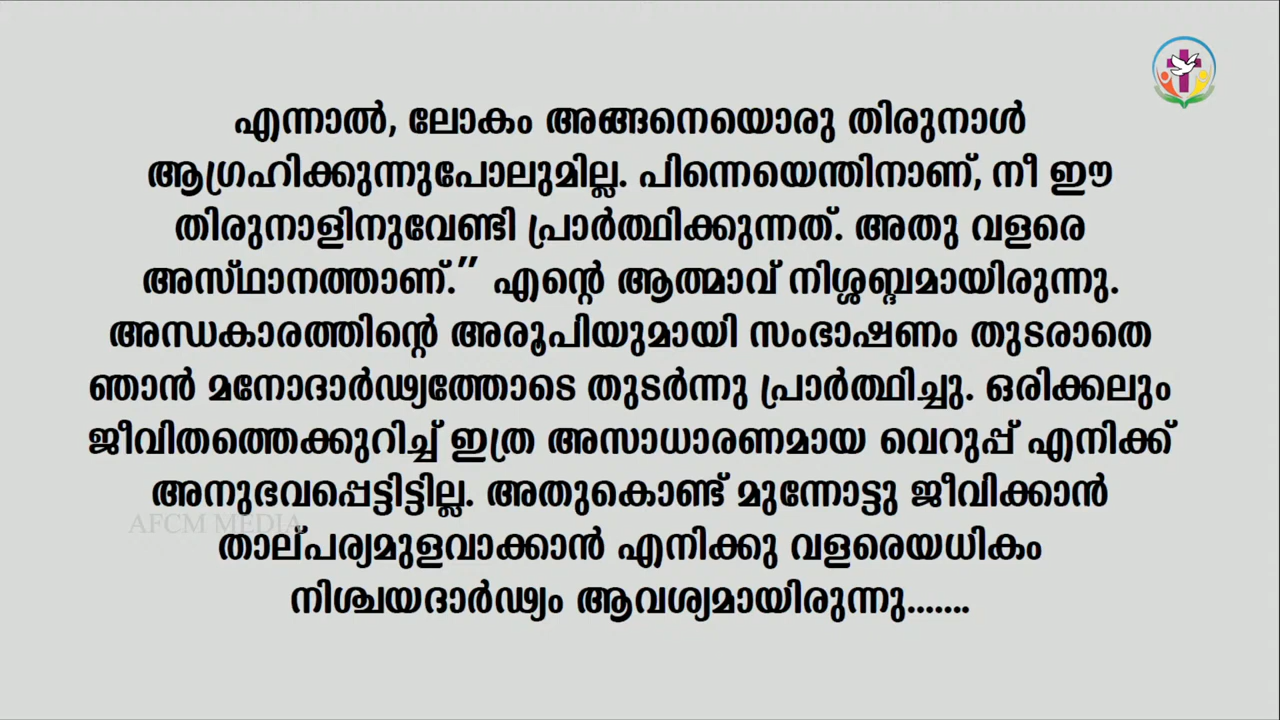 എന്നാൽ, ലോകം അങ്ങനെയൊരു തിരുനാൾ
ആഗ്രഹിക്കുന്നുപോലുമില്ല. പിന്നെയെന്തിനാണ്, നീ ഈ
തിരുനാളിനുവേണ്ടി പ്രാർത്ഥിക്കുന്നത്. അതു വളരെ
അസ്ഥാനത്താണ്.” എന്റെ ആത്മാവ് നിശ്ശബ്ദമായിരുന്നു.
അന്ധകാരത്തിന്റെ അരൂപിയുമായി സംഭാഷണം തുടരാതെ
ഞാൻ മനോദാർഢ്യത്തോടെ തുടർന്നു പ്രാർത്ഥിച്ചു. ഒരിക്കലും
ജീവിതത്തെക്കുറിച്ച് ഇത്ര അസാധാരണമായ വെറുപ്പ് എനിക്ക്
അനുഭവപ്പെട്ടിട്ടില്ല. അതുകൊണ്ട് മുന്നോട്ടു ജീവിക്കാൻ
AFCM MEDIA
താല്പര്യമുളവാക്കാൻ എനിക്കു വളരെയധികം
നിശ്ചയദാർഢ്യം ആവശ്യമായിരുന്നു.......